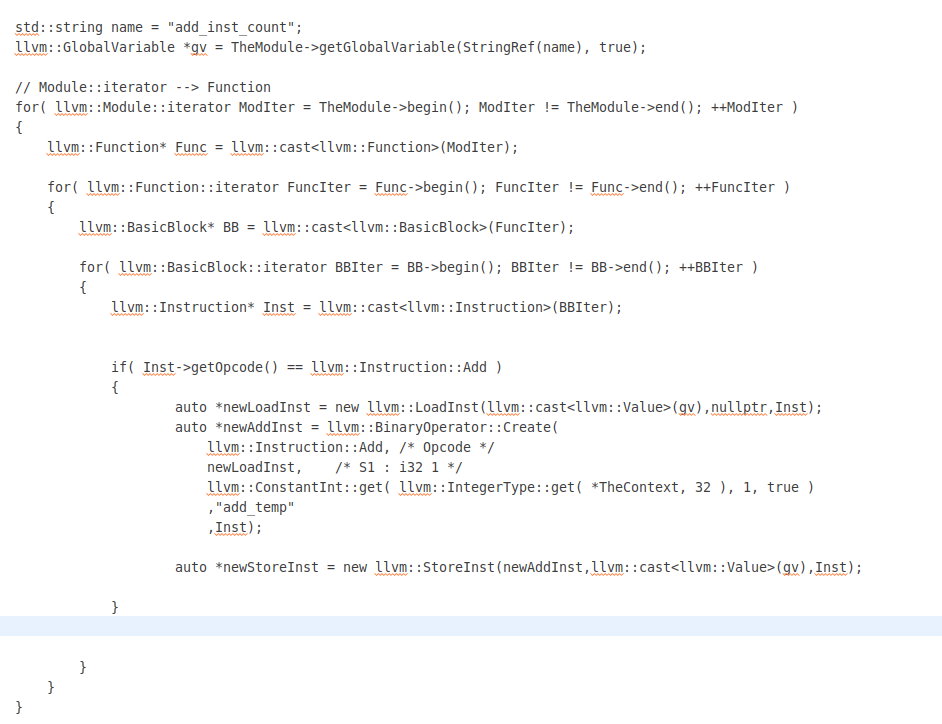 std::string name = "add_inst_count";
llvm::GlobalVariable *gv = TheModule->getGlobalVariable(StringRef(name), true);
// Module::iterator --> Function
for( llvm::Module::iterator ModIter = TheModule->begin(); ModIter != TheModule->end(); ++ModIter )
{
llvm::Function* Func = llvm::cast<llvm::Function>(ModIter);
for( llvm::Function::iterator FuncIter = Func->begin(); FuncIter != Func->end(); ++FuncIter )
{
llvm::BasicBlock* BB = llvm::cast<llvm::BasicBlock>(FuncIter);
for( llvm::BasicBlock::iterator BBIter = BB->begin(); BBIter != BB->end(); ++BBIter )
{
llvm::Instruction* Inst = llvm::cast<llvm::Instruction>(BBIter);
if( Inst->getOpcode() == llvm::Instruction::Add )
{
auto *newLoadInst = new llvm::LoadInst(llvm::cast<llvm::Value>(gv),nullptr,Inst);
auto *newAddInst = llvm::BinaryOperator::Create(
llvm::Instruction::Add, /* Opcode */
newLoadInst,    /* S1 : i32 1 */
llvm::ConstantInt::get( llvm::IntegerType::get( *TheContext, 32 ), 1, true )
,"add_temp"
,Inst);
auto *newStoreInst = new llvm::StoreInst(newAddInst,llvm::cast<llvm::Value>(gv),Inst);
}
}
}
}